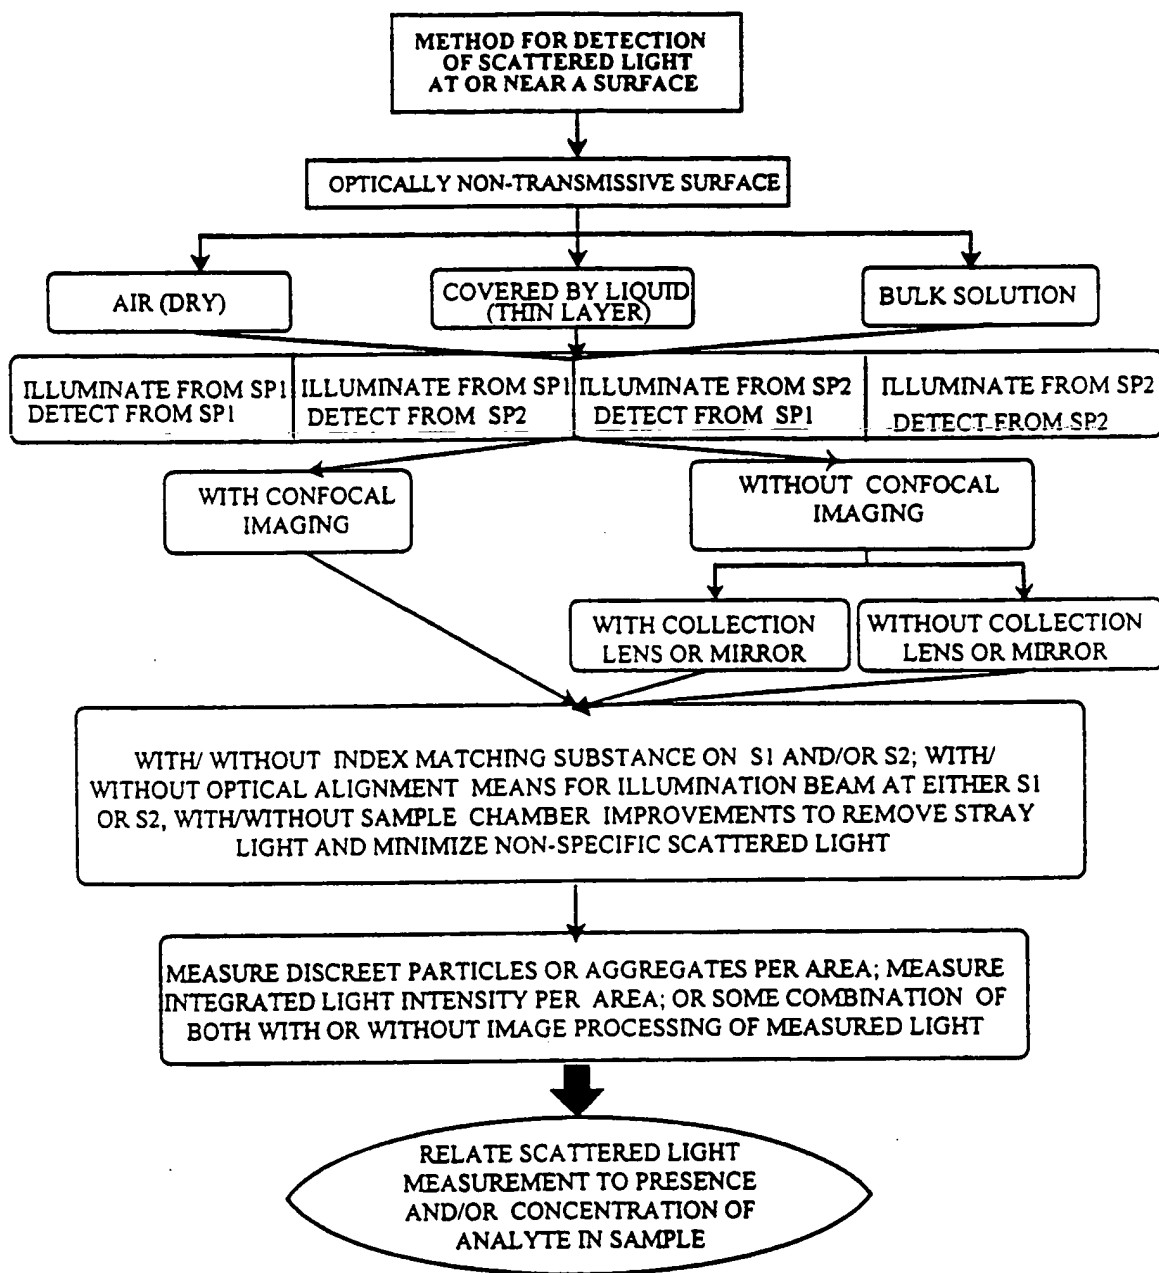 METHOD FOR DETECTION
OF SCATTERED LIGHT
AT OR NEAR A SURFACE
OPTICALLY NON-TRANSMISSIVE SURFACE
AIR (DRY)
COVERED BY LIQUID
(THIN LAYER)
BULK SOLUTION
ILLUMINATE FROM SP1
DETECT FROM SP1
ILLUMINATE FROM SP1
DETECT FROM SP2
ILLUMINATE FROM SP2
DETECT FROM SP1
ILLUMINATE FROM SP2
DETECT FROM SP2
WITH CONFOCAL
IMAGING
WITHOUT CONFOCAL
IMAGING
WITH COLLECTION
LENS OR MIRROR
WITHOUT COLLECTION
LENS OR MIRROR
WITH/ WITHOUT INDEX MATCHING SUBSTANCE ON S1 AND/OR S2; WITH/
WITHOUT OPTICAL ALIGNMENT MEANS FOR ILLUMINATION BEAM AT EITHER S1
OR S2, WITH/WITHOUT SAMPLE CHAMBER IMPROVEMENTS TO REMOVE STRAY
LIGHT AND MINIMIZE NON-SPECIFIC SCATTERED LIGHT
MEASURE DISCREET PARTICLES OR AGGREGATES PER AREA; MEASURE
INTEGRATED LIGHT INTENSITY PER AREA; OR SOME COMBINATION OF
BOTH WITH OR WITHOUT IMAGE PROCESSING OF MEASURED LIGHT
RELATE SCATTERED LIGHT
MEASUREMENT TO PRESENCE
AND/OR CONCENTRATION OF
ANALYTE IN SAMPLE